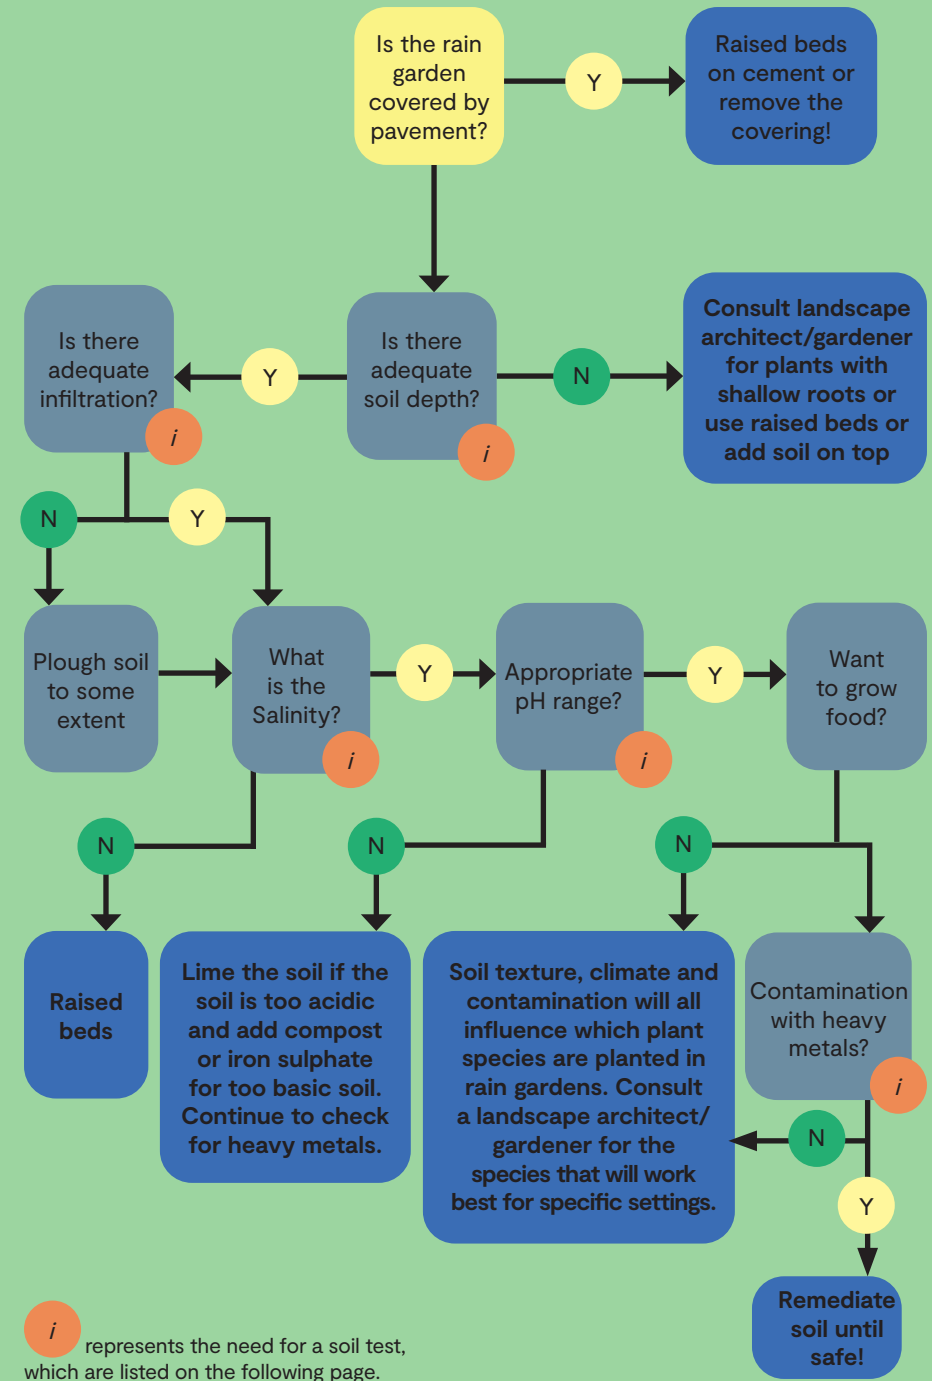 Is the rain
garden
covered by
pavement?
Y
Raised beds
on cement or
remove the
covering!
Is there
adequate
infiltration?
i
Y
Is there
adequate
soil depth?
i
N
Consult landscape
architect/gardener
for plants with
shallow roots or
use raised beds or
add soil on top
N
Y
Plough soil
to some
extent
What
is the
Salinity?
i
Y
Appropriate
pH range?
i
Y
Want
to grow
food?
N
N
N
Raised
beds
Lime the soil if the
soil is too acidic
and add compost
or iron sulphate
for too basic soil.
Continue to check
for heavy metals.
Soil texture, climate and
contamination will all
influence which plant
species are planted in
rain gardens. Consult
a landscape architect/
gardener for the
species that will work
best for specific settings.
Contamination
with heavy
metals?
i
N
Y
Remediate
soil until
safe!
i represents the need for a soil test,
which are listed on the following page.